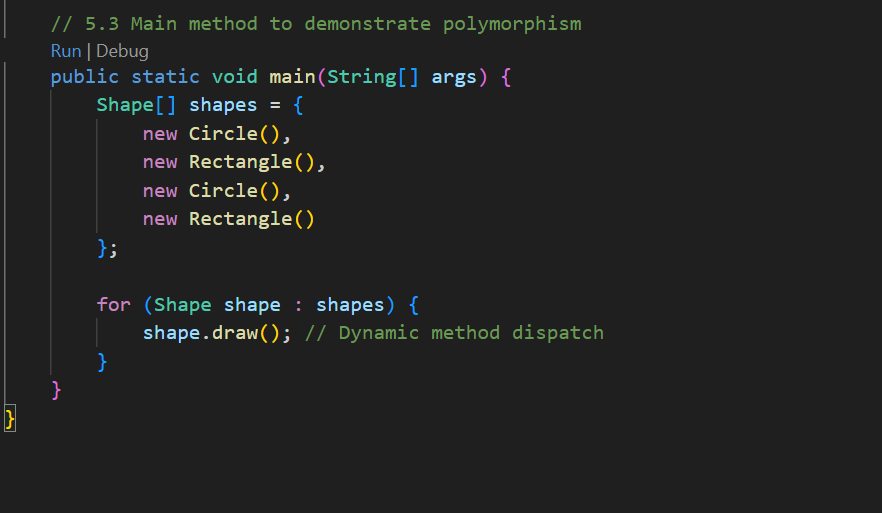 // 5.3 Main method to demonstrate polymorphism
Run | Debug
public static void main(String[] args) {
Shape[] shapes = {
new Circle(),
new Rectangle(),
new Circle(),
new Rectangle()
};
for (Shape shape : shapes) {
shape.draw(); // Dynamic method dispatch
}
}
}